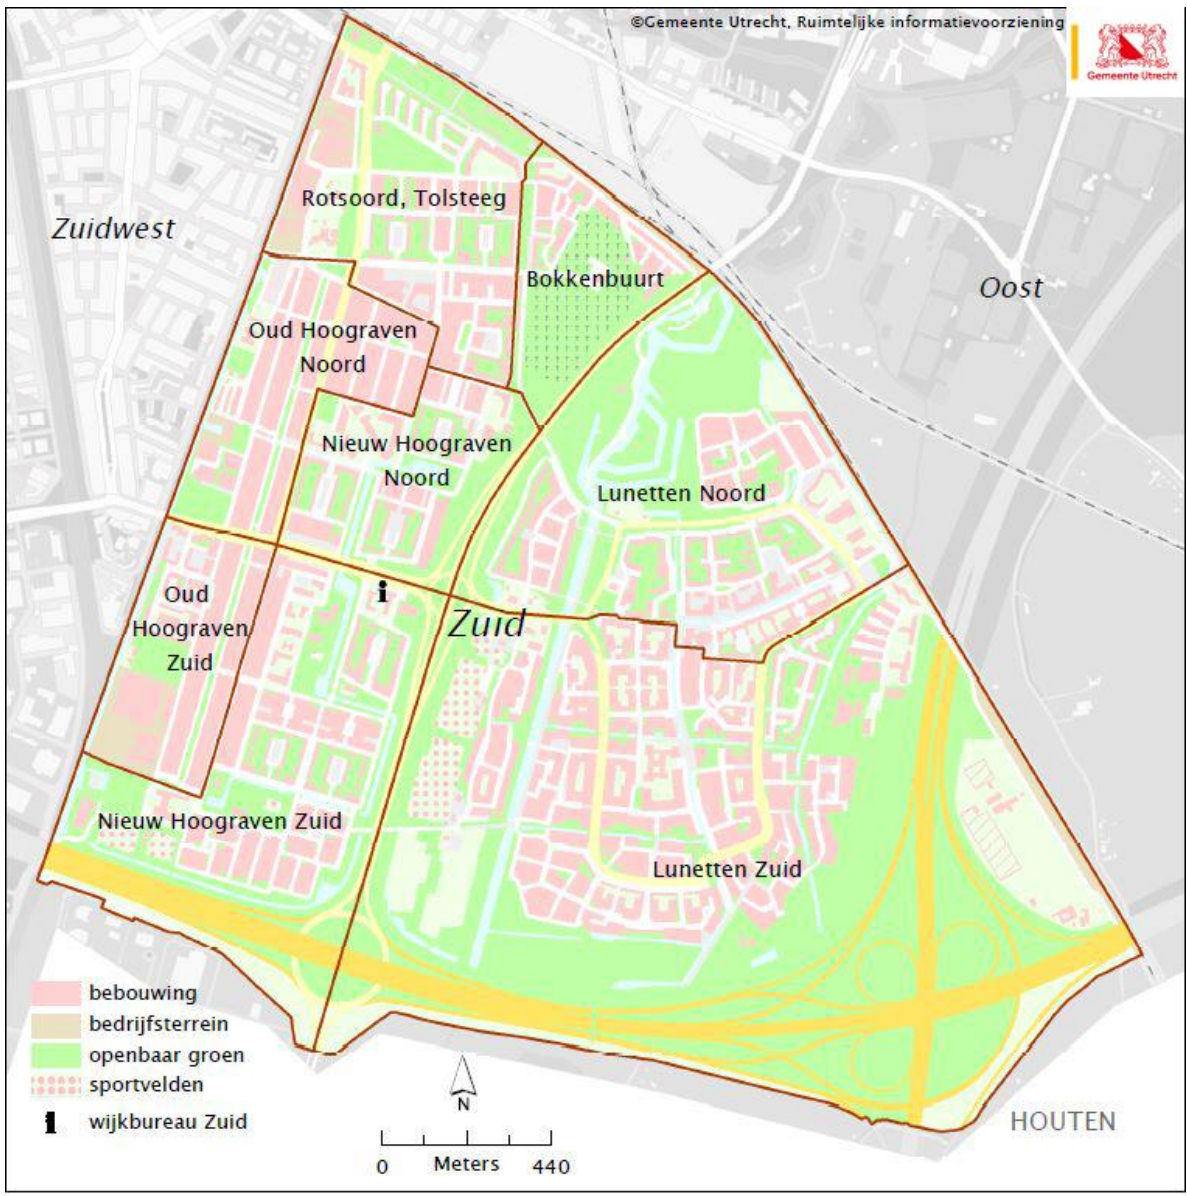 ©Gemeente Utrecht, Ruimtelijke informatievoorziening
Gemeente Utrecht
Zuidwest
Rotsoord, Tolsteeg
Bokkenbuurt
Oost
Oud Hoograven
Noord
Nieuw Hoograven
Noord
Lunetten Noord
Oud
Hoograven
Zuid
Zuid
Nieuw Hoograven Zuid
Lunetten Zuid
bebouwing
bedrijfsterrein
openbaar groen
sportvelden
i wijkbureau Zuid
i
N
0 Meters 440
HOUTEN